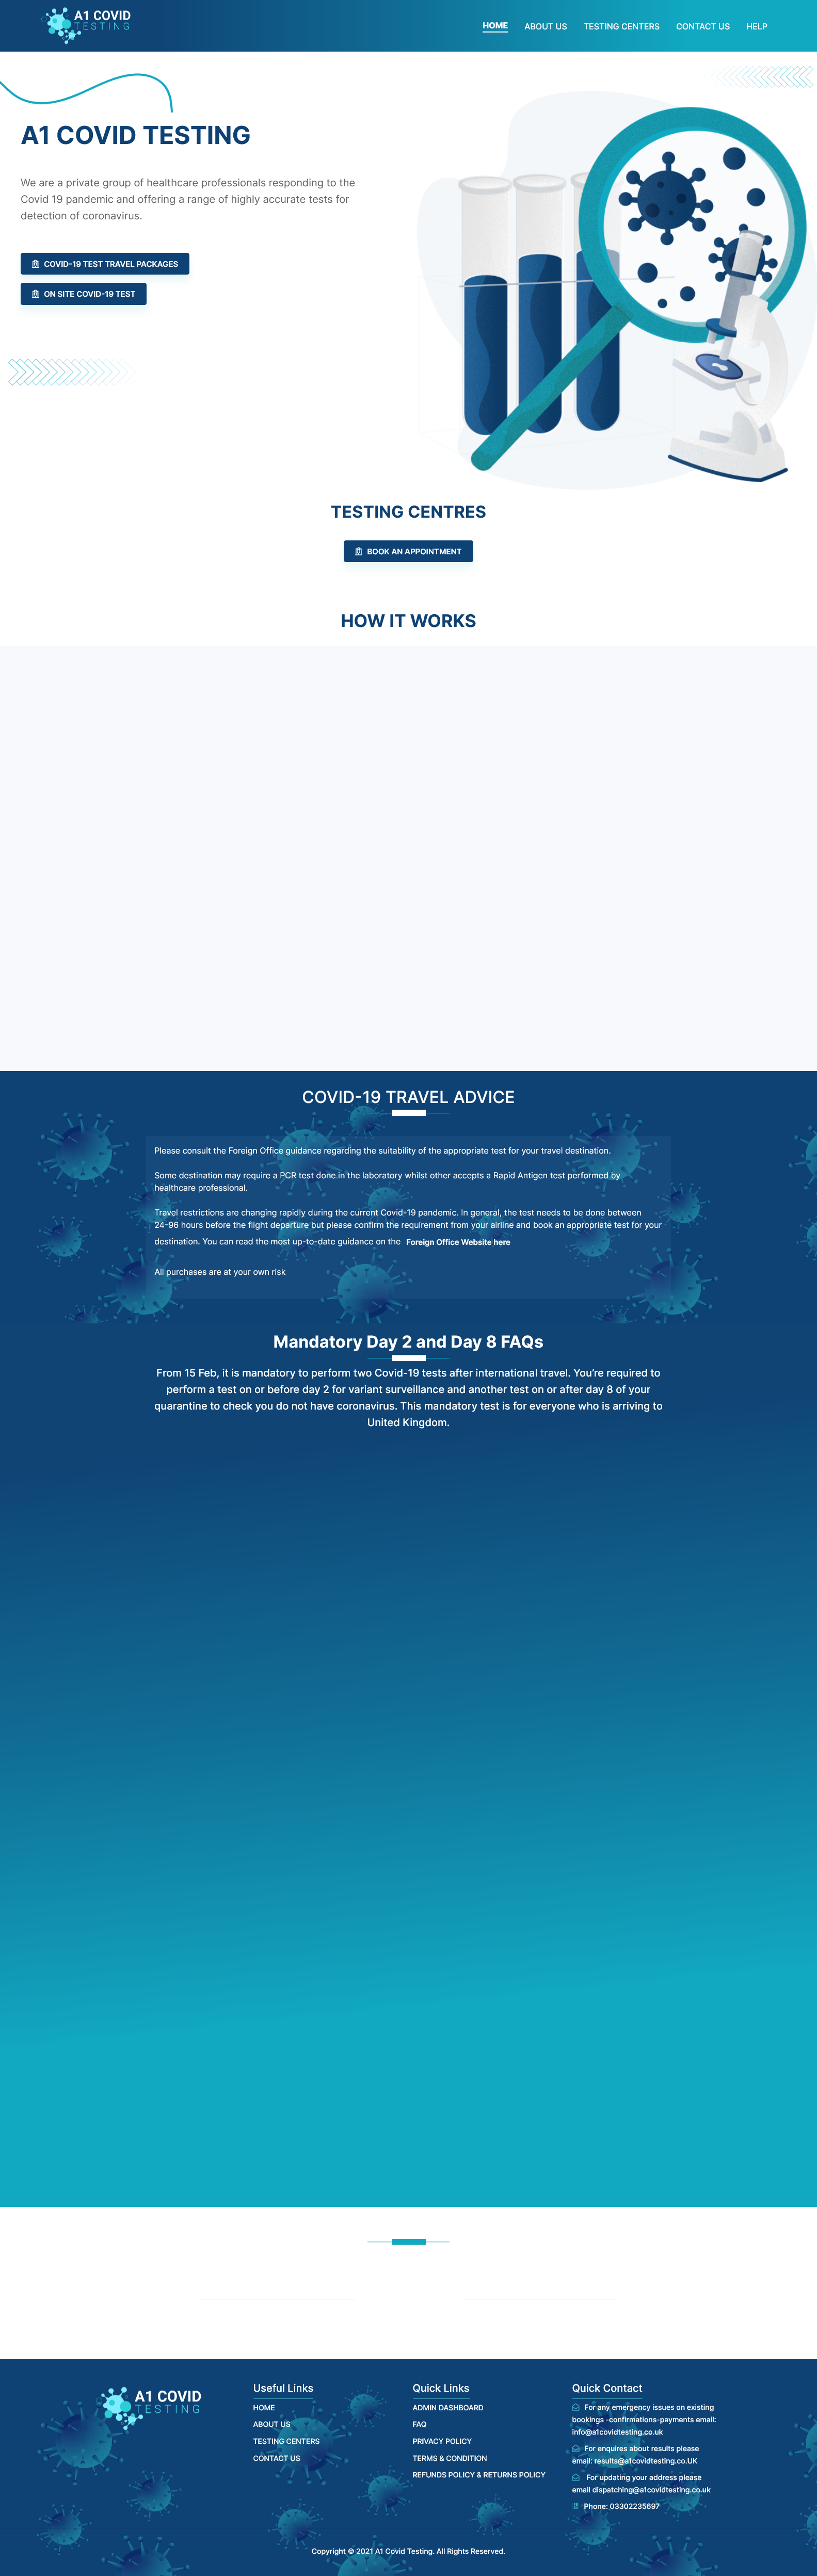 A1 COVID
TESTING
HOME
ABOUT US
TESTING CENTERS
CONTACT US
HELP
A1 COVID TESTING
We are a private group of healthcare professionals responding to the
Covid 19 pandemic and offering a range of highly accurate tests for
detection of coronavirus.
COVID-19 TEST TRAVEL PACKAGES
ON SITE COVID-19 TEST
TESTING CENTRES
BOOK AN APPOINTMENT
HOW IT WORKS
COVID-19 TRAVEL ADVICE
Please consult the Foreign Office guidance regarding the suitability of the appropriate test for your travel destination.
Some destination may require a PCR test done in the laboratory whilst other accepts a Rapid Antigen test performed by
healthcare professional.
Travel restrictions are changing rapidly during the current Covid-19 pandemic. In general, the test needs to be done between
24-96 hours before the flight departure but please confirm the requirement from your airline and book an appropriate test for your
destination. You can read the most up-to-date guidance on the Foreign Office Website here
All purchases are at your own risk
Mandatory Day 2 and Day 8 FAQs
From 15 Feb, it is mandatory to perform two Covid-19 tests after international travel. You're required to
perform a test on or before day 2 for variant surveillance and another test on or after day 8 of your
quarantine to check you do not have coronavirus. This mandatory test is for everyone who is arriving to
United Kingdom.
A1 COVID
TESTING
Useful Links
HOME
ABOUT US
TESTING CENTERS
CONTACT US
Quick Links
ADMIN DASHBOARD
FAQ
PRIVACY POLICY
TERMS & CONDITION
REFUNDS POLICY & RETURNS POLICY
Quick Contact
For any emergency issues on existing
bookings -confirmations-payments email:
info@a1covidtesting.co.uk
For enquires about results please
email: results@a1covidtesting.co.UK
For updating your address please
email dispatching@a1covidtesting.co.uk
Phone: 03302235697
Copyright © 2021 A1 Covid Testing. All Rights Reserved.